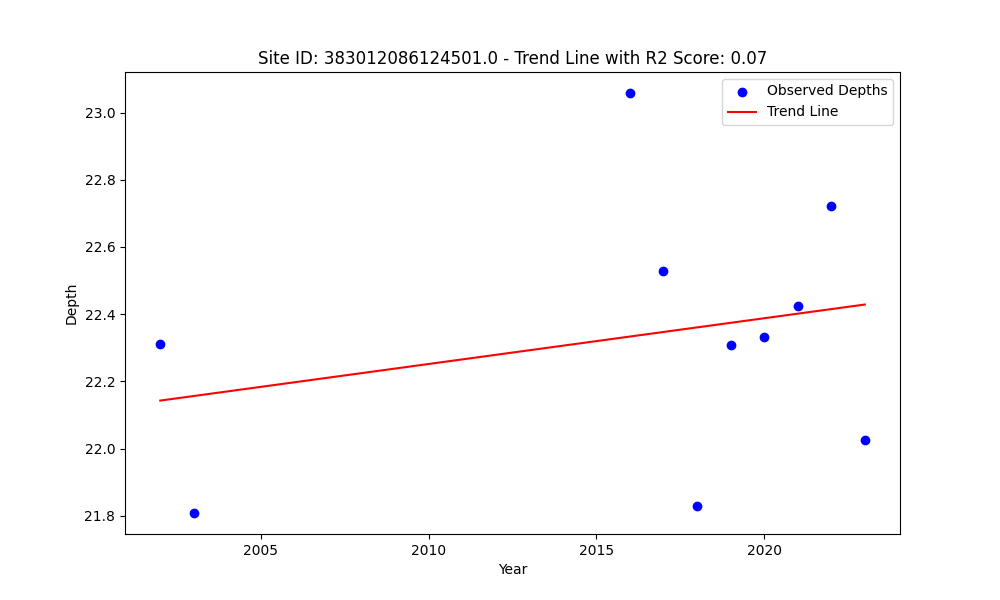 Site ID: 383012086124501.0 - Trend Line with R2 Score: 0.07
Observed Depths
Trend Line
23.0
22.8
22.6
22.4
22.2
22.0
21.8
Depth
2005
2010
2015
2020
Year